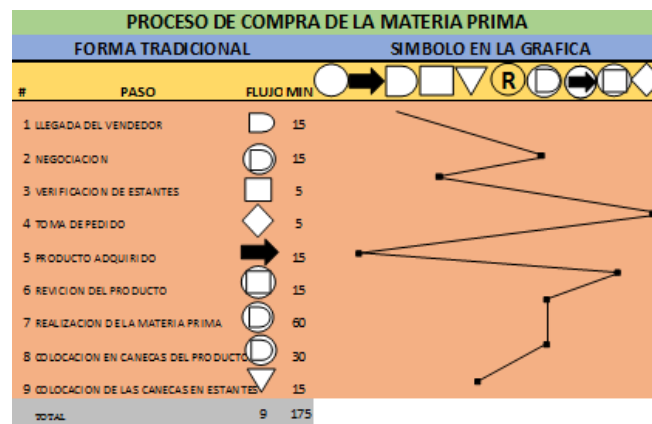 PROCESO DE COMPRA DE LA MATERIA PRIMA
FORMA TRADICIONAL SIMBOLO EN LA GRAFICA
# PASO FLUJO MIN R
1 LLEGADA DEL VENDEDOR 15
2 NEGOCIACION 15
3 VERIFICACION DE ESTANTES 5
4 TOMA DE PEDIDO 5
5 PRODUCTO ADQUIRIDO 15
6 REVICION DEL PRODUCTO 15
7 REALIZACION DE LA MATERIA PRIMA 60
8 COLOCACION EN CANECAS DEL PRODUCTO 30
9 COLOCACION DE LAS CANECAS EN ESTANTES 15
TOTAL 9 175